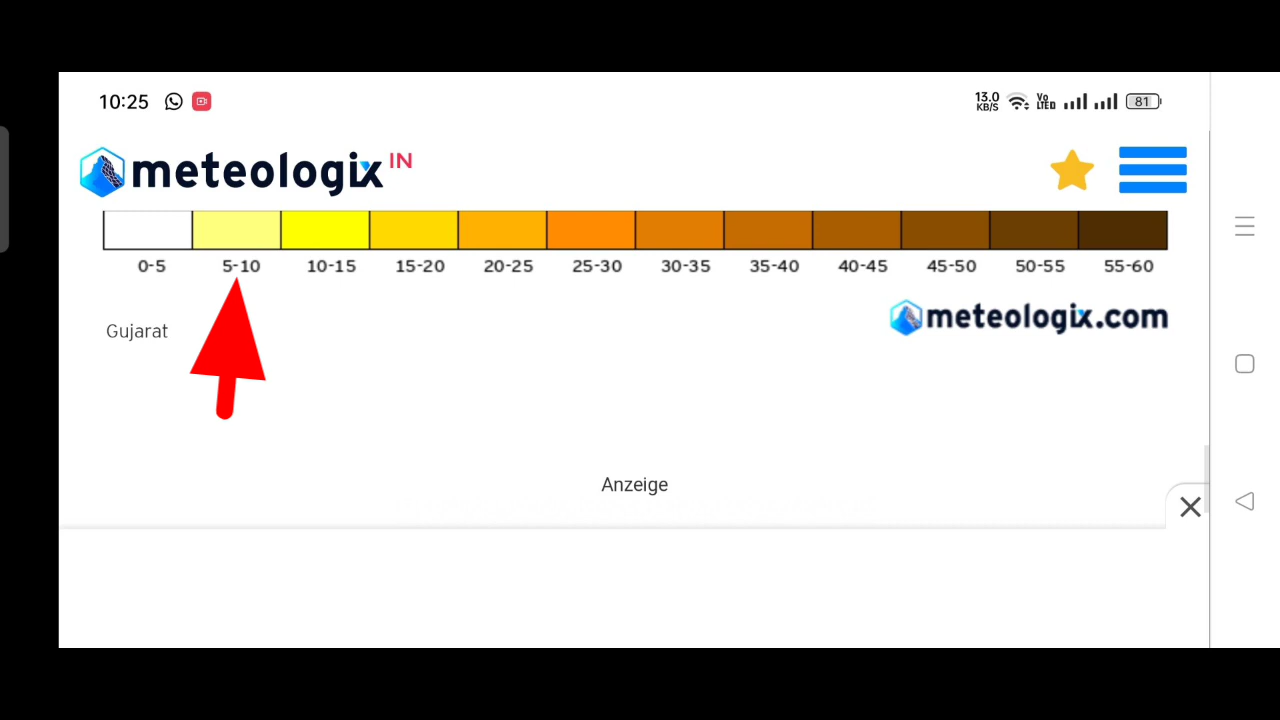 10:25 13.0 KB/S Vo LTED 81
meteologix IN
0-5 5-10 10-15 15-20 20-25 25-30 30-35 35-40 40-45 45-50 50-55 55-60
meteologix.com
Gujarat
Anzeige